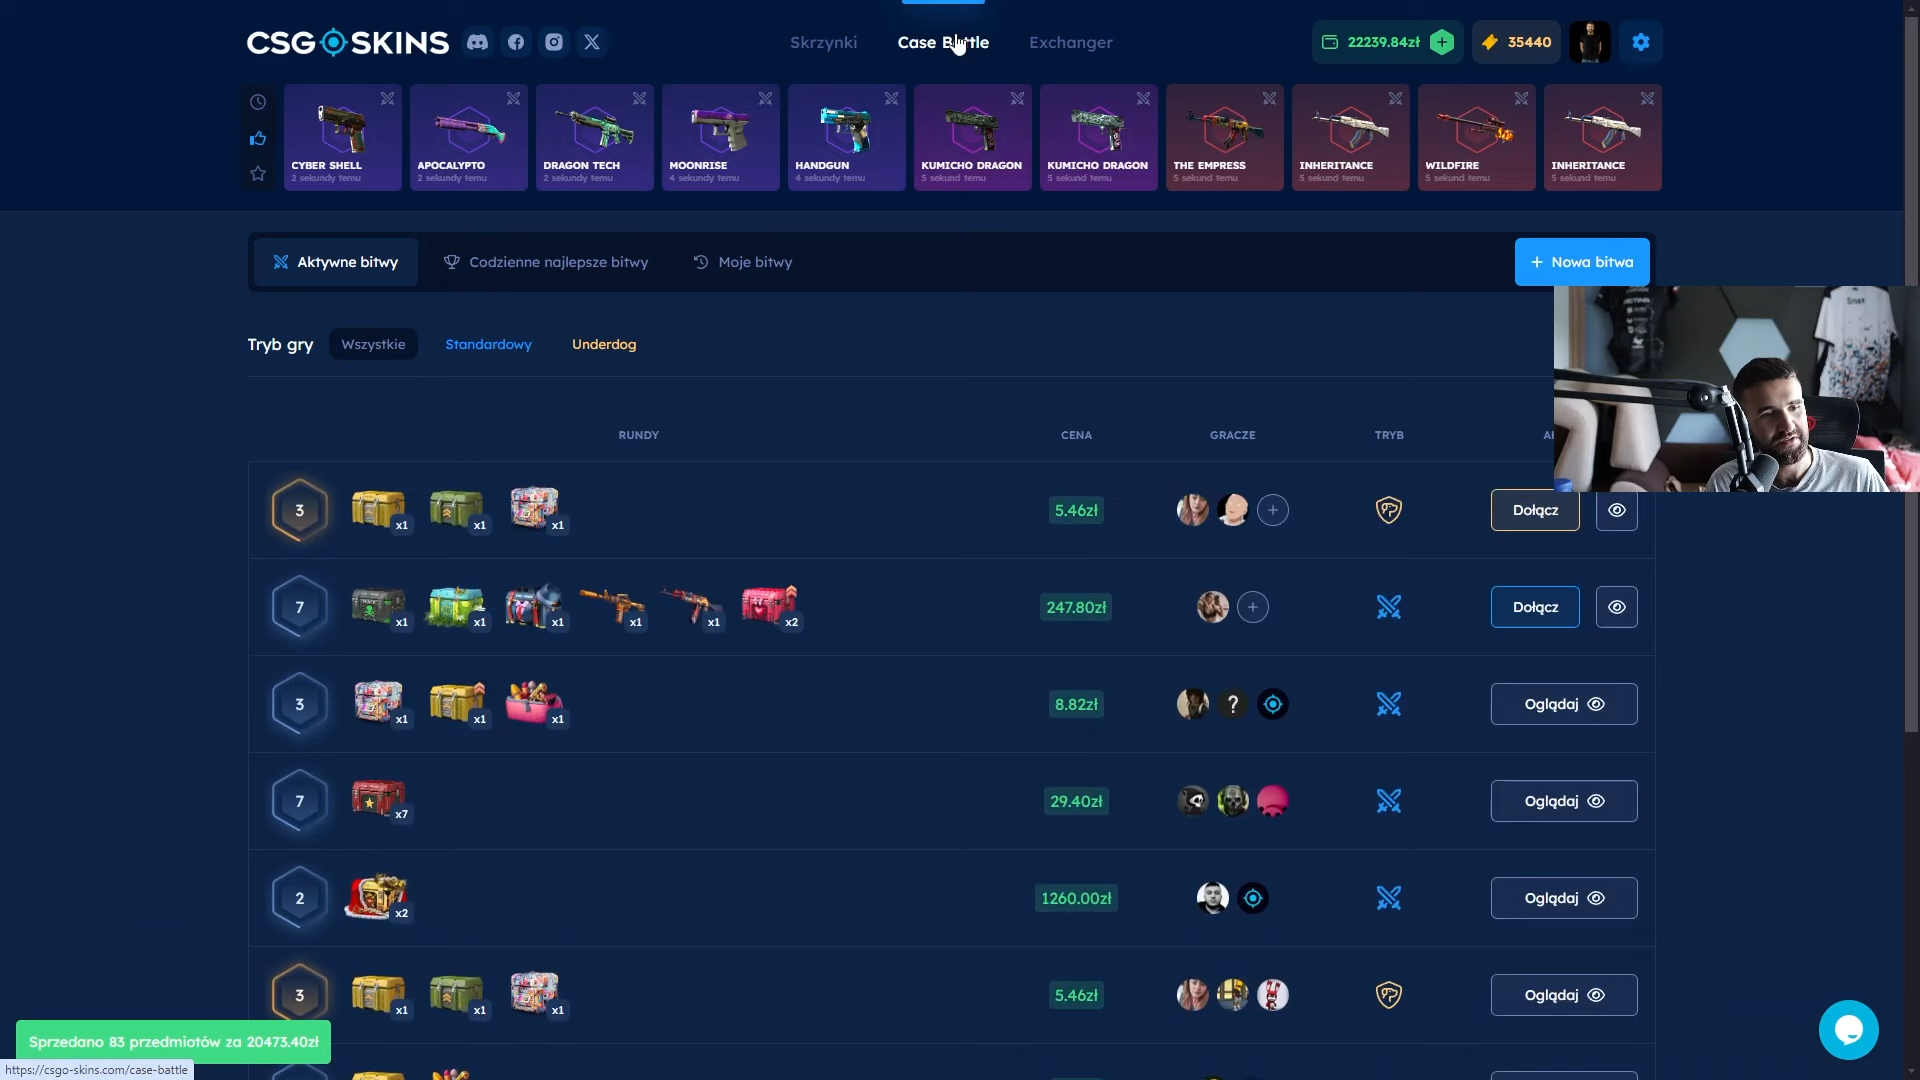 CSG SKINS
Skrzynki
Case Battle
Exchanger
22239.84zł
35440
CYBER SHELL
2 sekundy temu
APOCALYPTO
2 sekundy temu
DRAGON TECH
2 sekundy temu
MOONRISE
4 sekundy temu
HANDGUN
4 sekundy temu
KUMICHO DRAGON
5 sekund temu
KUMICHO DRAGON
5 sekund temu
THE EMPRESS
5 sekund temu
INHERITANCE
5 sekund temu
WILDFIRE
5 sekund temu
INHERITANCE
5 sekund temu
Aktywne bitwy
Codzienne najlepsze bitwy
Moje bitwy
+ Nowa bitwa
Tryb gry
Wszystkie
Standardowy
Underdog
RUNDY
CENA
GRACZE
TRYB
3
x1
x1
x1
5.46zł
Dołącz
7
x1
x1
x1
x1
x1
x2
247.80zł
Dołącz
3
x1
x1
x1
8.82zł
?
Oglądaj
7
x7
29.40zł
Oglądaj
2
x2
1260.00zł
Oglądaj
3
x1
x1
x1
5.46zł
Oglądaj
Sprzedano 83 przedmiotów za 20473.40zł
https://csgo-skins.com/case-battle